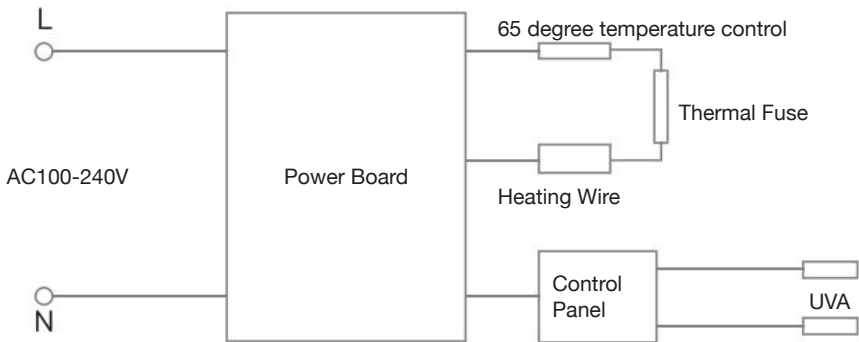 L
65 degree temperature control
Thermal Fuse
AC100-240V
Power Board
Heating Wire
Control
Panel
UVA
N